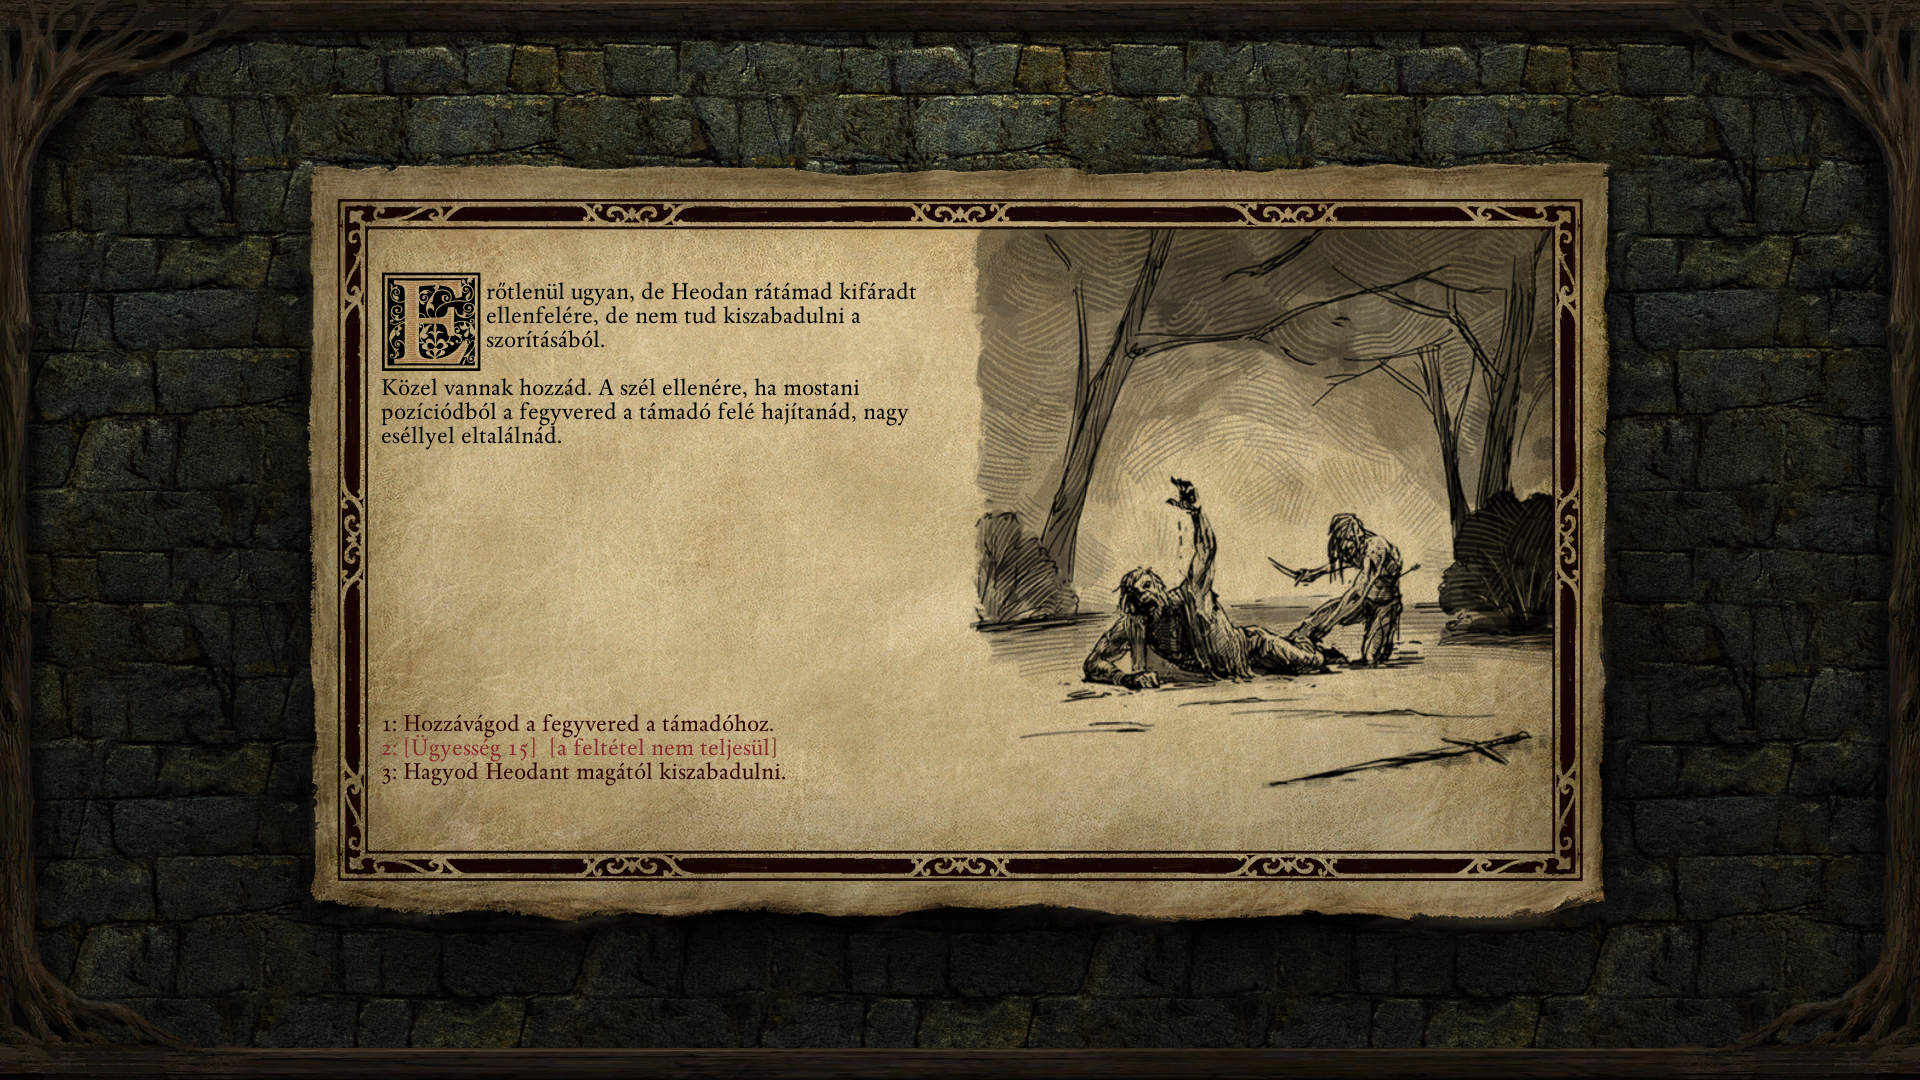 Erőtlenül ugyan, de Heodan rátámad kifáradt
ellenfelére, de nem tud kiszabadulni a
szorításából.
Közel vannak hozzád. A szél ellenére, ha mostani
pozíciódból a fegyvered a támadó felé hajítanád, nagy
eséllyel eltalálnád.
1: Hozzávágod a fegyvered a támadóhoz.
2: [Ügyesség 15] [a feltétel nem teljesül]
3: Hagyod Heodant magától kiszabadulni.